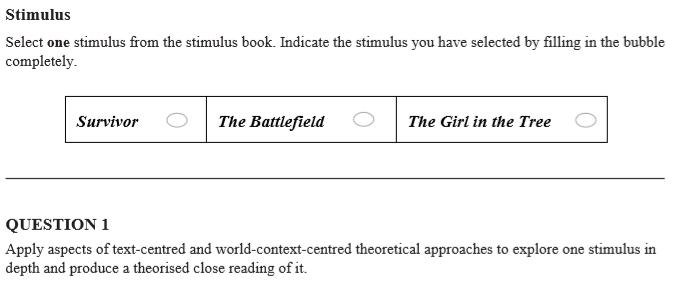 Stimulus
Select one stimulus from the stimulus book. Indicate the stimulus you have selected by filling in the bubble
completely.
Survivor The Battlefield The Girl in the Tree
QUESTION 1
Apply aspects of text-centred and world-context-centred theoretical approaches to explore one stimulus in
depth and produce a theorised close reading of it.